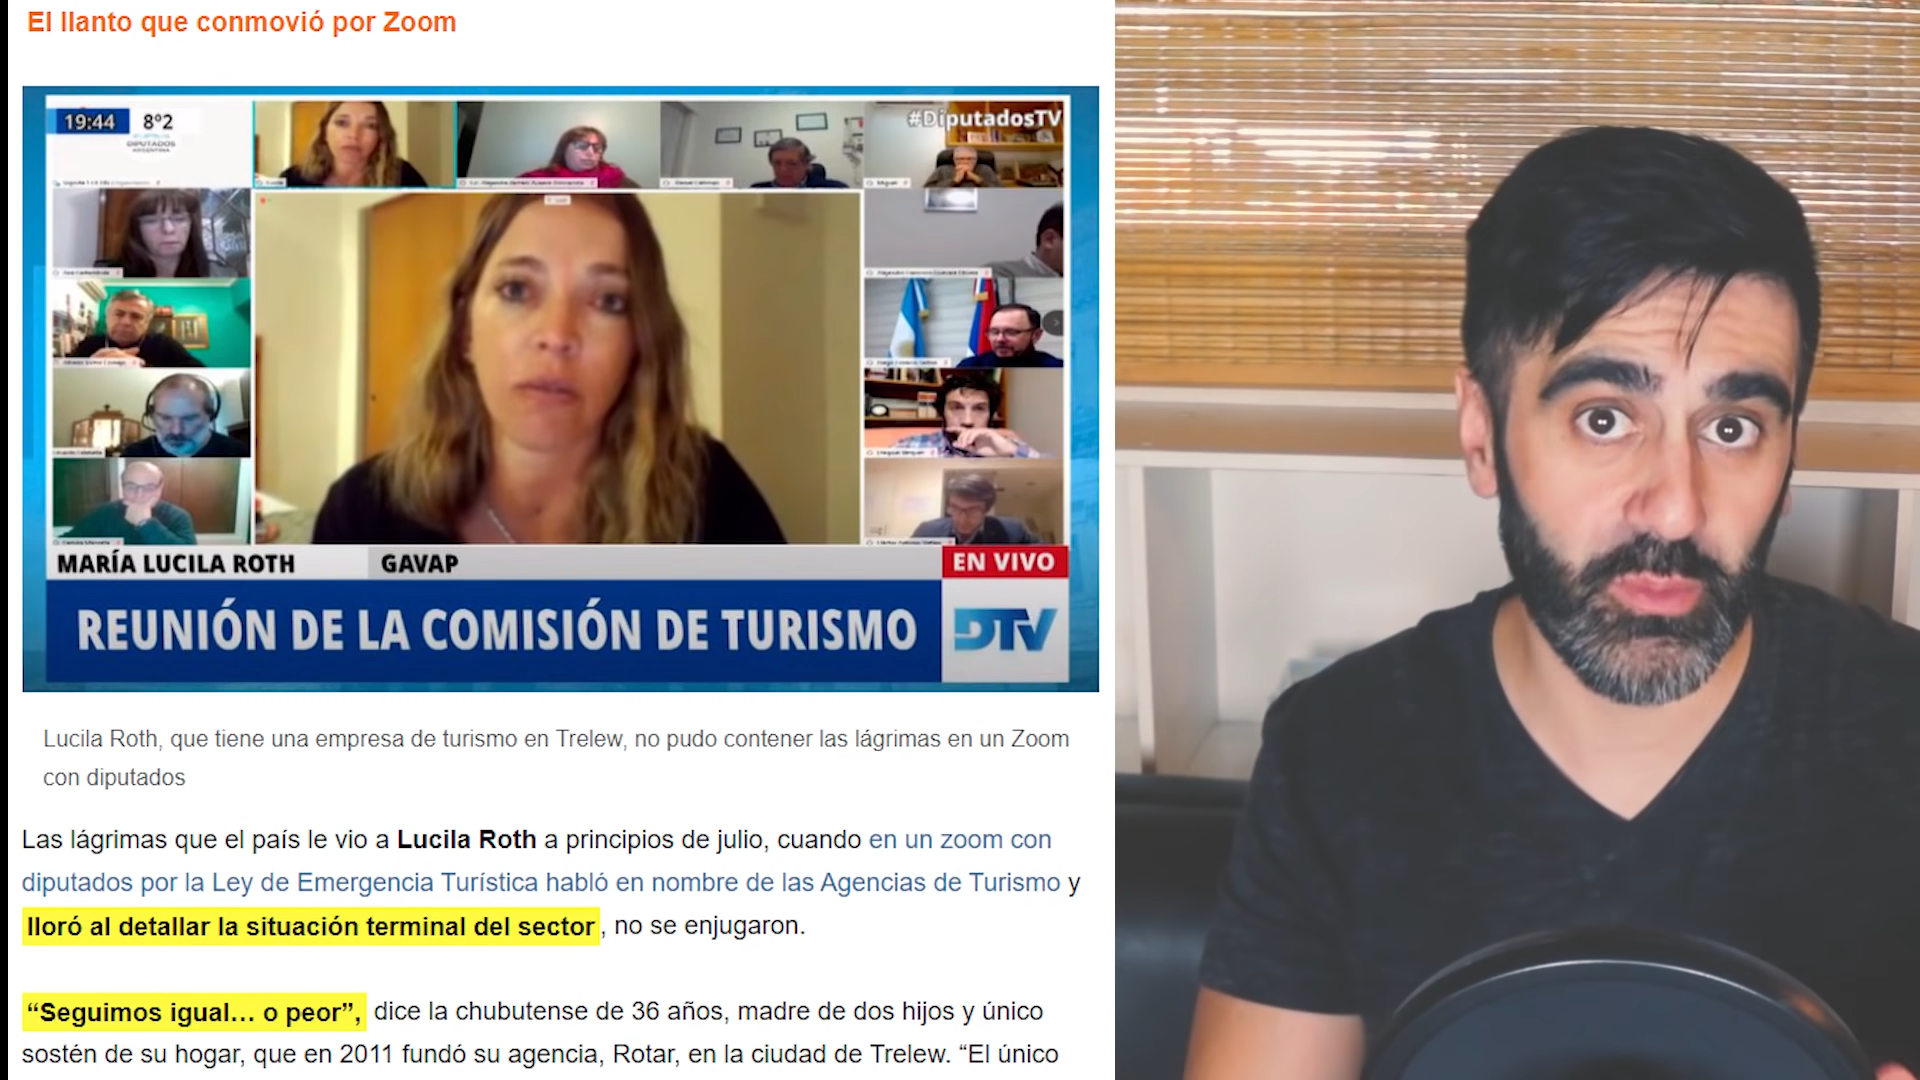 El llanto que conmovió por Zoom
19:44 8º2
DIPUTADOS
ARGENTINA
#DiputadosTV
MARÍA LUCILA ROTH GAVAP
EN VIVO
REUNIÓN DE LA COMISIÓN DE TURISMO
DTV
Lucila Roth, que tiene una empresa de turismo en Trelew, no pudo contener las lágrimas en un Zoom
con diputados
Las lágrimas que el país le vio a Lucila Roth a principios de julio, cuando en un zoom con
diputados por la Ley de Emergencia Turística habló en nombre de las Agencias de Turismo y
lloró al detallar la situación terminal del sector, no se enjugaron.
“Seguimos igual... o peor”, dice la chubutense de 36 años, madre de dos hijos y único
sostén de su hogar, que en 2011 fundó su agencia, Rotar, en la ciudad de Trelew. “El único